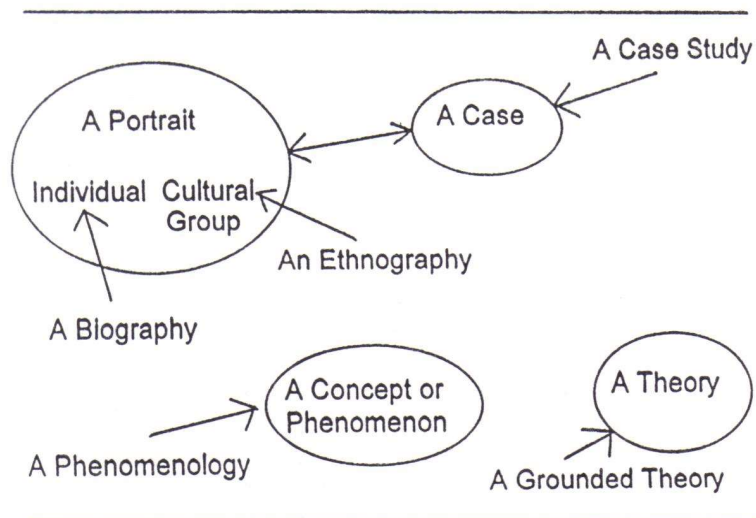 A Case Study
A Portrait
A Case
Individual Cultural
Group
An Ethnography
A Biography
A Concept or
Phenomenon
A Theory
A Phenomenology
A Grounded Theory